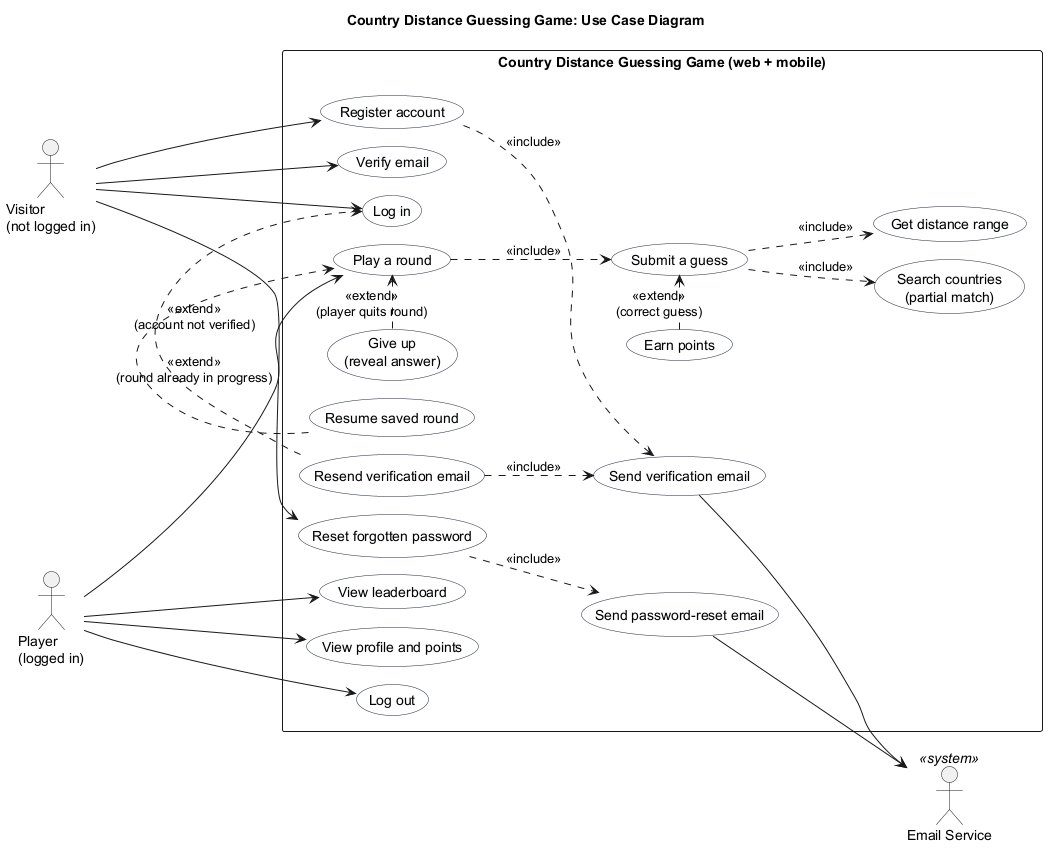 Country Distance Guessing Game: Use Case Diagram
Country Distance Guessing Game (web + mobile)
Register account
«include»
Verify email
Visitor
(not logged in)
Log in
Get distance range
«include»
Play a round
«include»
Submit a guess
«include»
Search countries
(partial match)
«extend»
(account not verified)
«extend»
(player quits round)
«extend»
(correct guess)
Give up
(reveal answer)
Earn points
«extend»
(round already in progress)
Resume saved round
Resend verification email
«include»
Send verification email
Reset forgotten password
«include»
View leaderboard
Send password-reset email
Player
(logged in)
View profile and points
Log out
«system»
Email Service